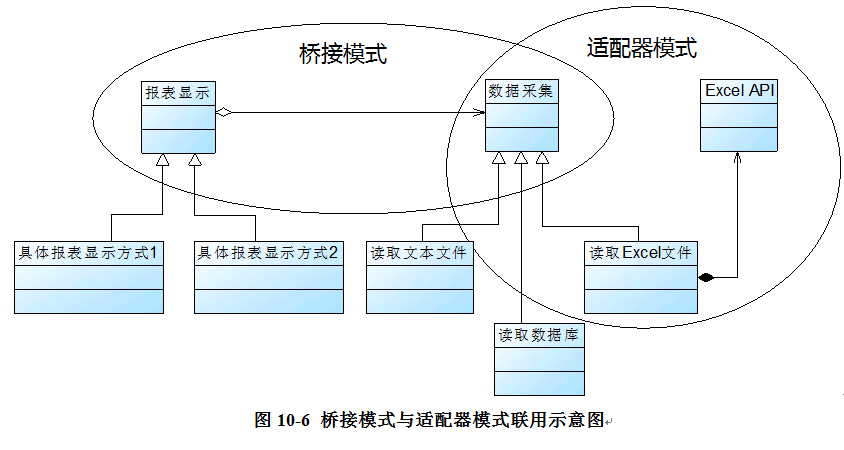 桥接模式
适配器模式
报表显示
数据采集
Excel API
具体报表显示方式1
具体报表显示方式2
读取文本文件
读取Excel文件
读取数据库
图 10-6 桥接模式与适配器模式联用示意图